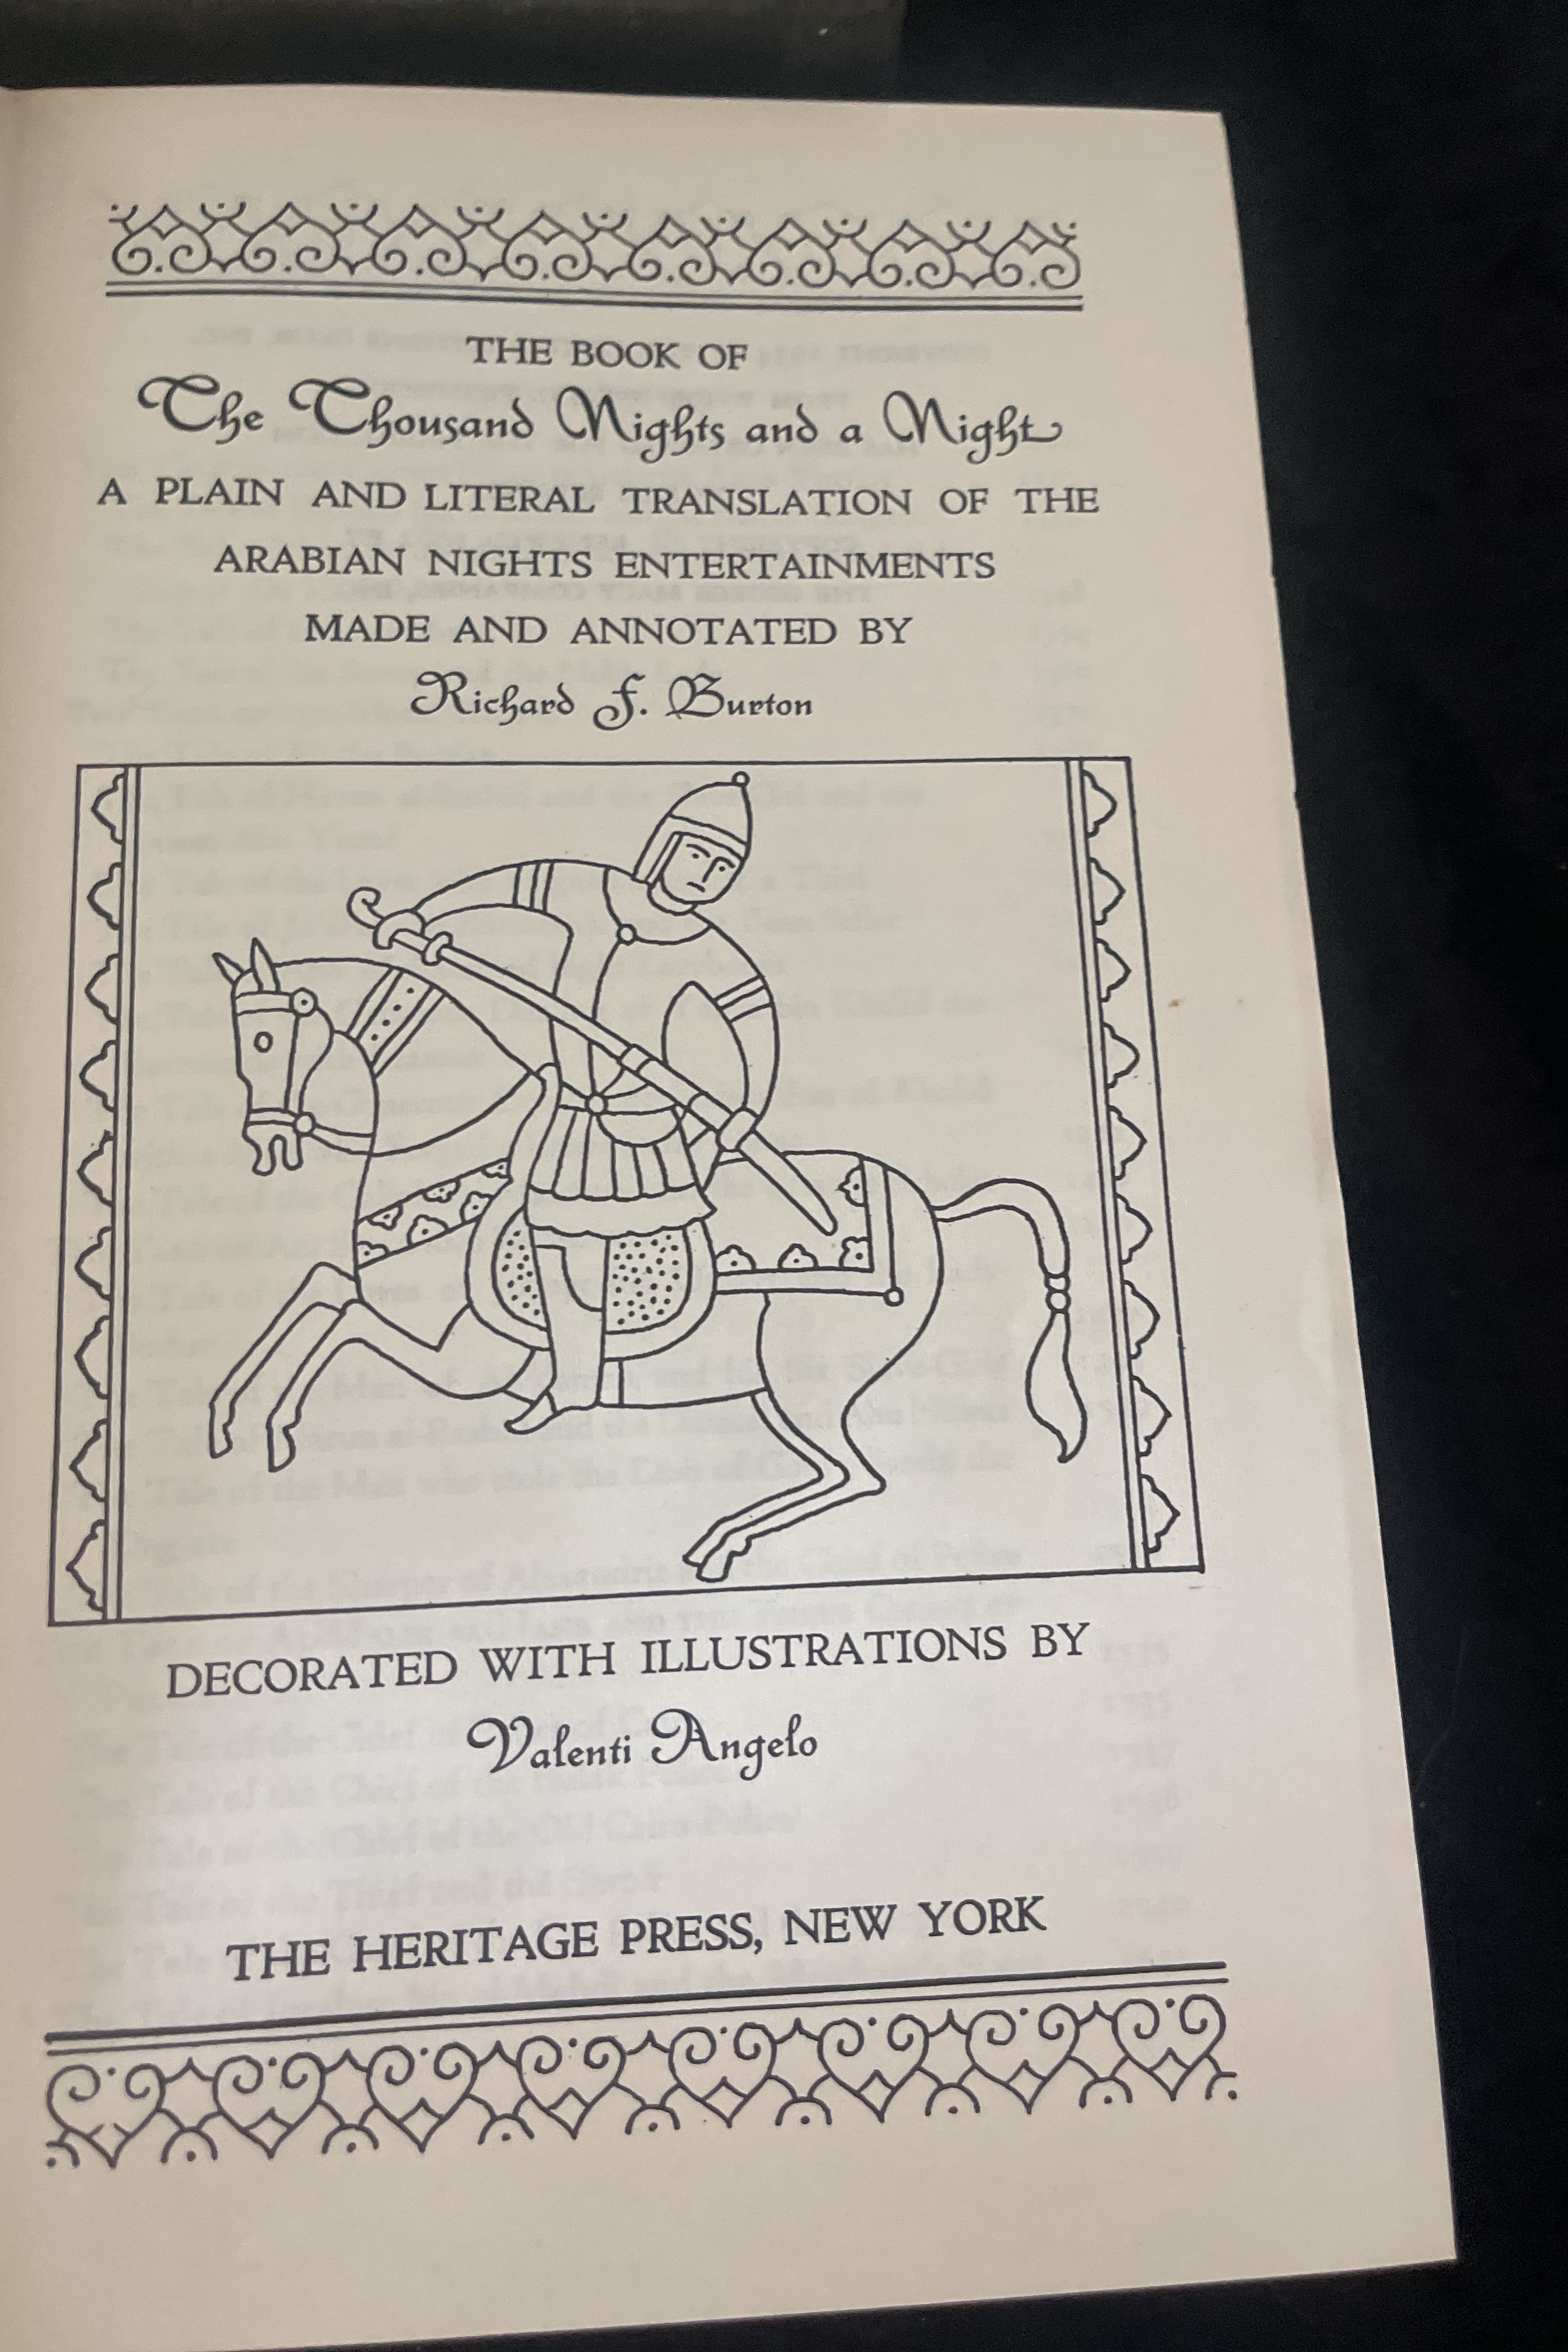 THE BOOK OF
The Thousand Nights and a Night
A PLAIN AND LITERAL TRANSLATION OF THE
ARABIAN NIGHTS ENTERTAINMENTS
MADE AND ANNOTATED BY
Richard F. Burton
DECORATED WITH ILLUSTRATIONS BY
Valenti Angelo
THE HERITAGE PRESS, NEW YORK